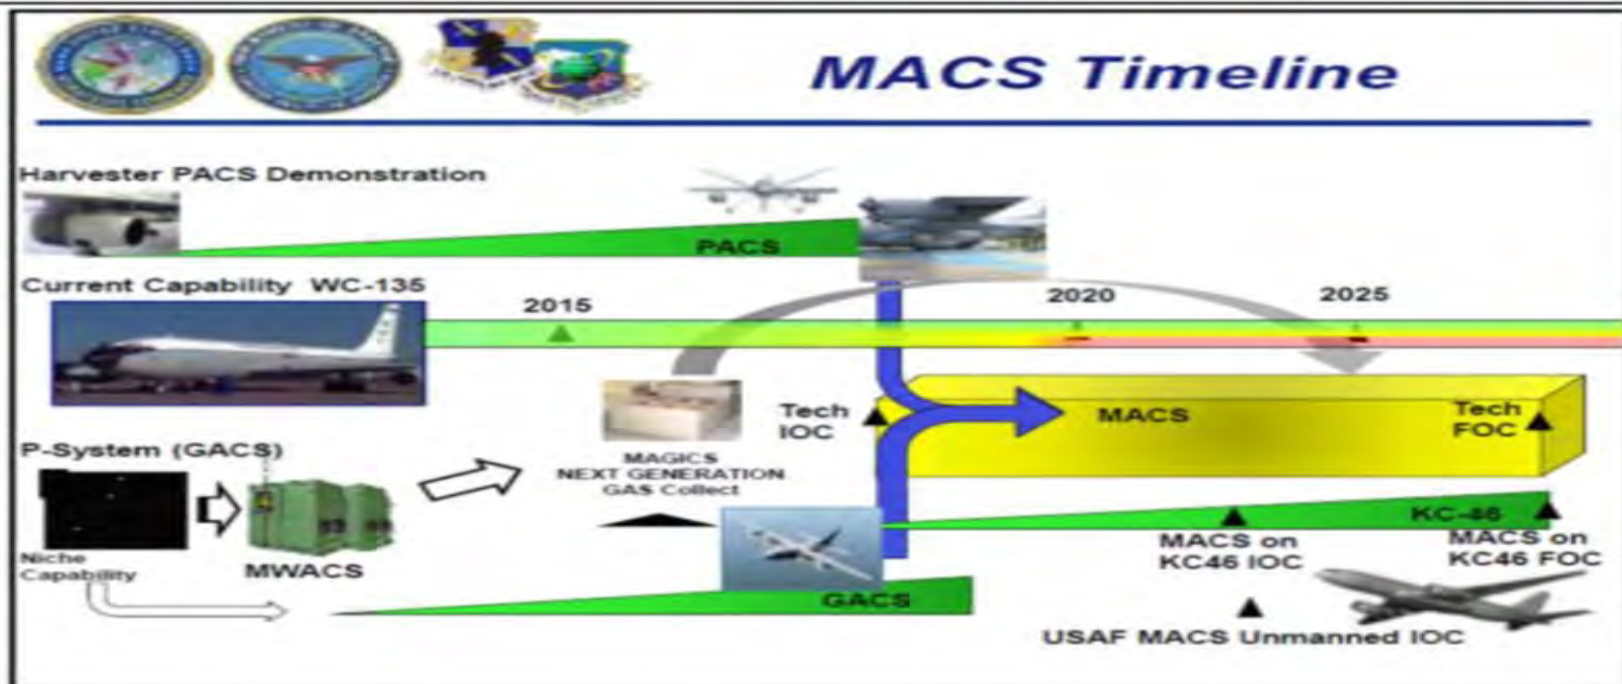 MACS Timeline
Harvester PACS Demonstration
PACS
Current Capability WC-135
2015
2020
2025
Tech
IOC
MACS
Tech
FOC
P-System (GACS)
MAGICS
NEXT GENERATION
GAS Collect
KC-46
MACS on
KC46 IOC
MACS on
KC46 FOC
Niche
Capability
MWACS
GACS
USAF MACS Unmanned IOC